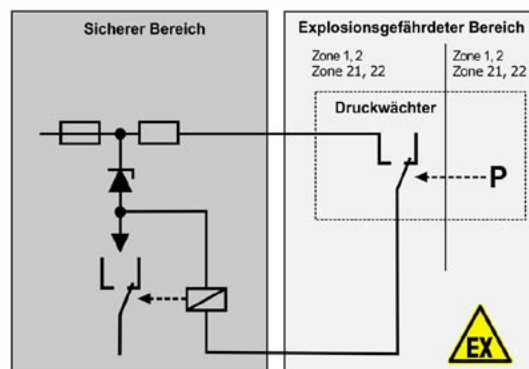 Sicherer Bereich
Explosionsgefährdeter Bereich
Zone 1, 2
Zone 21, 22
Zone 1, 2
Zone 21, 22
Druckwächter
P
EX